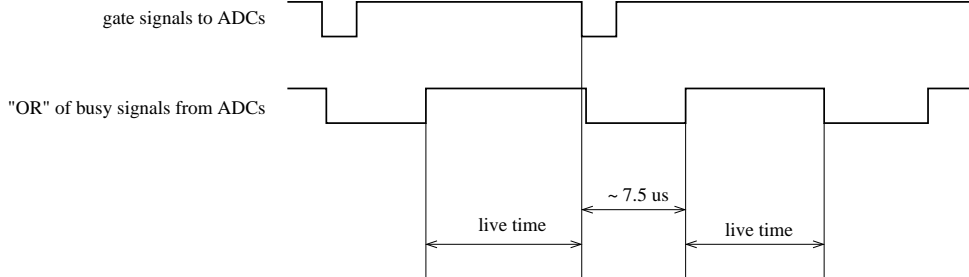 gate signals to ADCs
"OR" of busy signals from ADCs
~ 7.5 us
live time
live time